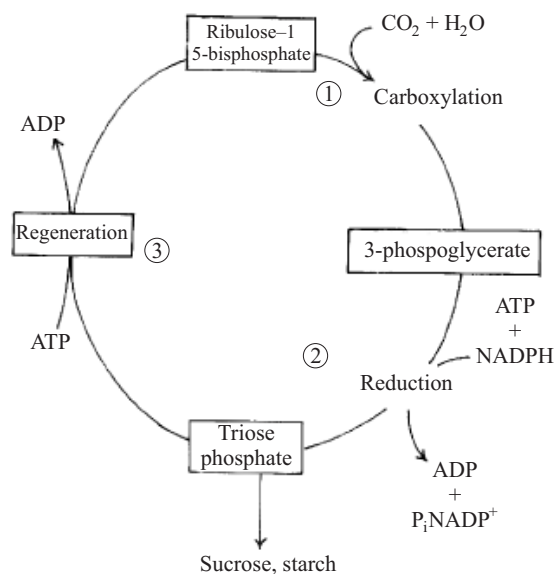 Ribulose–1
5-bisphosphate
CO₂ + H₂O
①
Carboxylation
ADP
Regeneration
③
3-phospoglycerate
ATP
ATP
+
NADPH
②
Reduction
Triose
phosphate
ADP
+
PᵢNADP⁺
Sucrose, starch